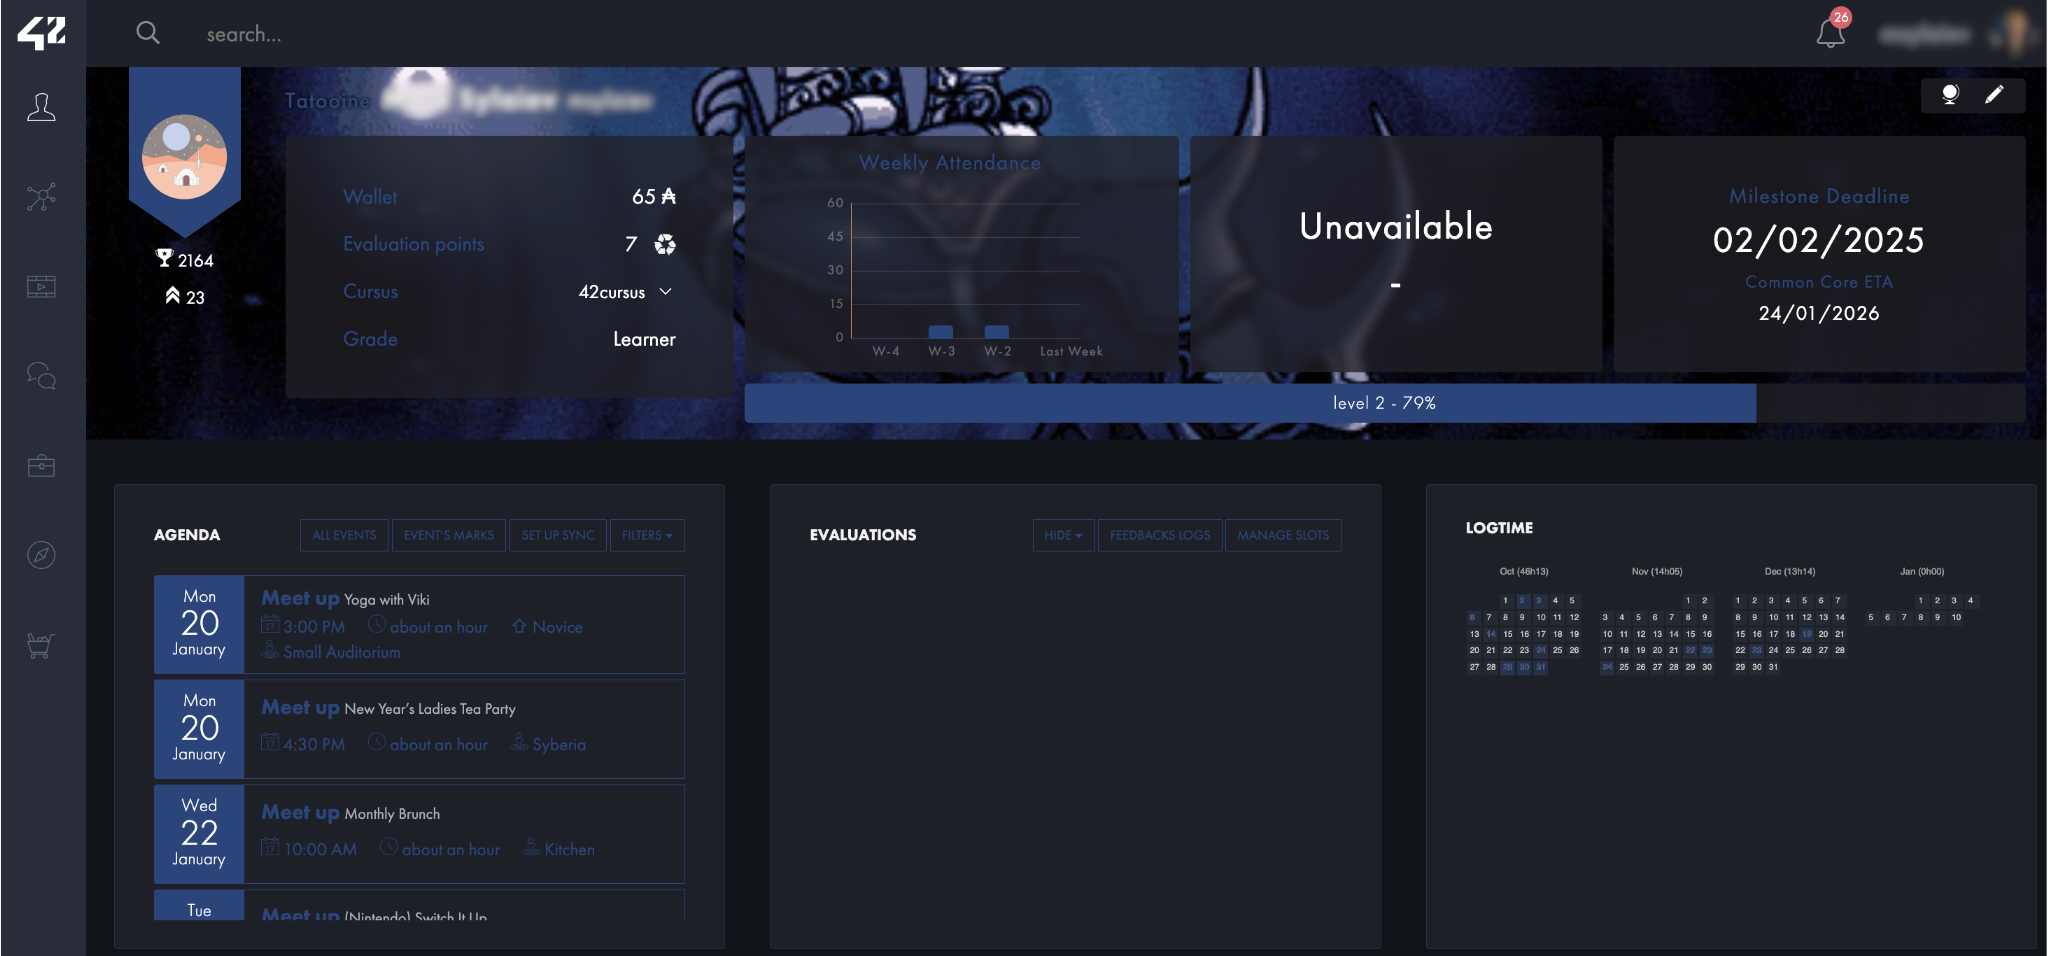 42
search...
26
Tatooine
2164
23
Wallet 65
Evaluation points 7
Cursus 42cursus
Grade Learner
Weekly Attendance
60
45
30
15
0
W-4 W-3 W-2 Last Week
Unavailable
-
Milestone Deadline
02/02/2025
Common Core ETA
24/01/2026
level 2 - 79%
AGENDA
ALL EVENTS EVENT'S MARKS SET UP SYNC FILTERS
Mon
20
January
Meet up Yoga with Viki
3:00 PM about an hour Novice
Small Auditorium
Mon
20
January
Meet up New Year's Ladies Tea Party
4:30 PM about an hour Syberia
Wed
22
January
Meet up Monthly Brunch
10:00 AM about an hour Kitchen
Tue
Meet up (Nintendo) Switch It Up
EVALUATIONS
HIDE FEEDBACKS LOGS MANAGE SLOTS
LOGTIME
Oct (46h13)
1 2 3 4 5
6 7 8 9 10 11 12
13 14 15 16 17 18 19
20 21 22 23 24 25 26
27 28 29 30 31
Nov (14h05)
1 2
3 4 5 6 7 8 9
10 11 12 13 14 15 16
17 18 19 20 21 22 23
24 25 26 27 28 29 30
Dec (13h14)
1 2 3 4 5 6 7
8 9 10 11 12 13 14
15 16 17 18 19 20 21
22 23 24 25 26 27 28
29 30 31
Jan (0h00)
1 2 3 4
5 6 7 8 9 10